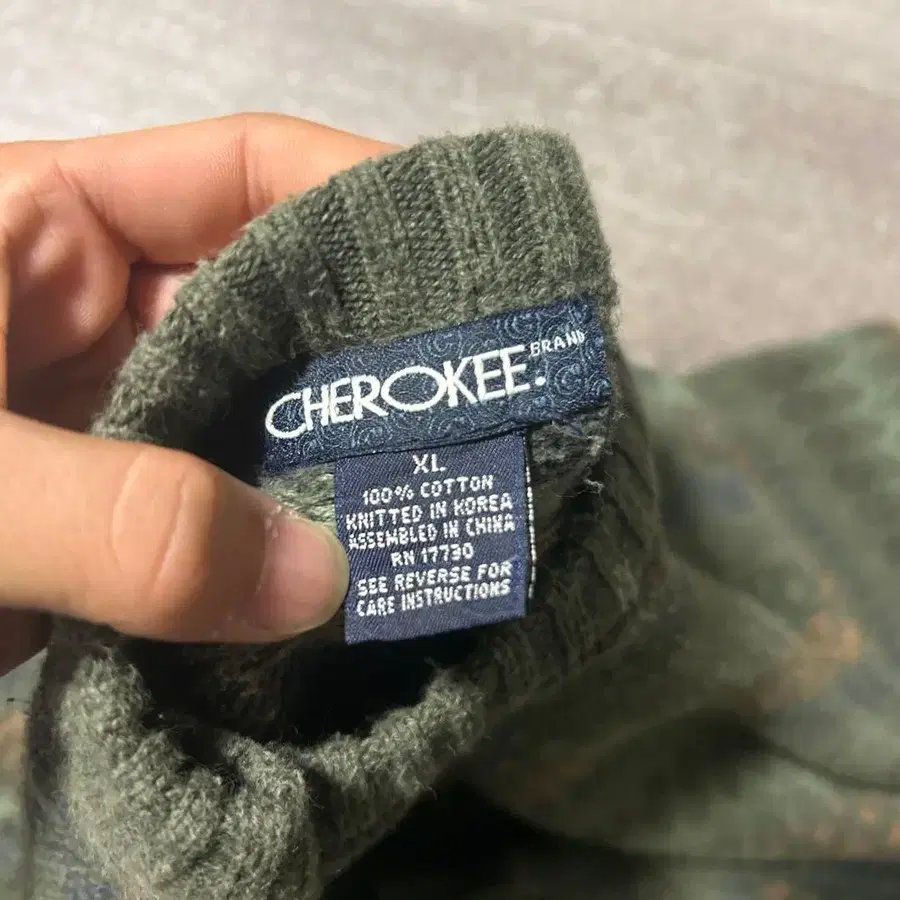 CHEROKEE.
BRAND
XL
100% COTTON
KNITTED IN KOREA
ASSEMBLED IN CHINA
RN 17730
SEE REVERSE FOR
CARE INSTRUCTIONS